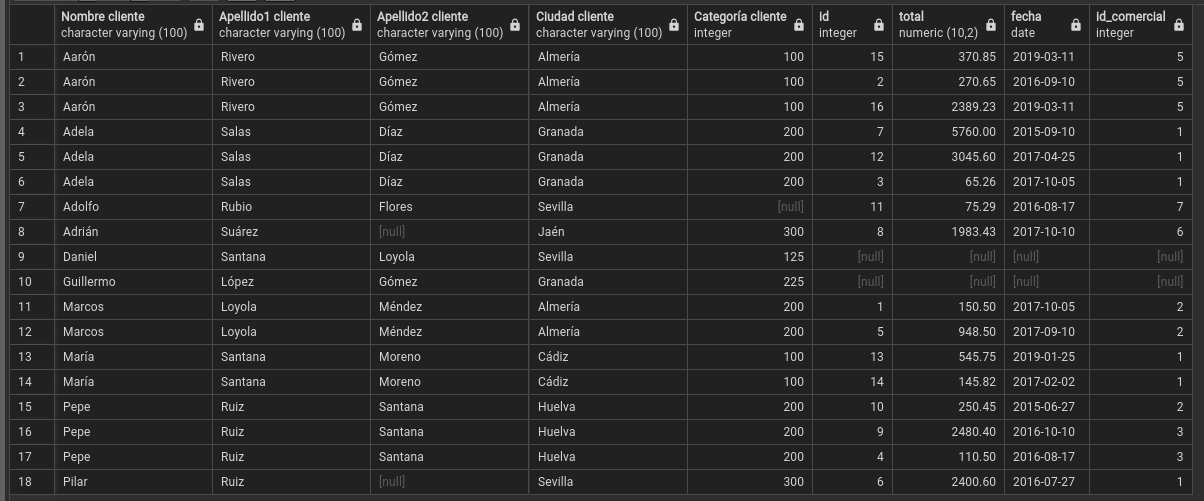 Nombre cliente Apellido1 cliente Apellido2 cliente Ciudad cliente Categoría cliente id total fecha id_comercial
character varying (100) character varying (100) character varying (100) character varying (100) integer integer numeric (10,2) date integer
1 Aarón Rivero Gómez Almería 100 15 370.85 2019-03-11 5
2 Aarón Rivero Gómez Almería 100 2 270.65 2016-09-10 5
3 Aarón Rivero Gómez Almería 100 16 2389.23 2019-03-11 5
4 Adela Salas Díaz Granada 200 7 5760.00 2015-09-10 1
5 Adela Salas Díaz Granada 200 12 3045.60 2017-04-25 1
6 Adela Salas Díaz Granada 200 3 65.26 2017-10-05 1
7 Adolfo Rubio Flores Sevilla [null] 11 75.29 2016-08-17 7
8 Adrián Suárez [null] Jaén 300 8 1983.43 2017-10-10 6
9 Daniel Santana Loyola Sevilla 125 [null] [null] [null] [null]
10 Guillermo López Gómez Granada 225 [null] [null] [null] [null]
11 Marcos Loyola Méndez Almería 200 1 150.50 2017-10-05 2
12 Marcos Loyola Méndez Almería 200 5 948.50 2017-09-10 2
13 María Santana Moreno Cádiz 100 13 545.75 2019-01-25 1
14 María Santana Moreno Cádiz 100 14 145.82 2017-02-02 1
15 Pepe Ruiz Santana Huelva 200 10 250.45 2015-06-27 2
16 Pepe Ruiz Santana Huelva 200 9 2480.40 2016-10-10 3
17 Pepe Ruiz Santana Huelva 200 4 110.50 2016-08-17 3
18 Pilar Ruiz [null] Sevilla 300 6 2400.60 2016-07-27 1